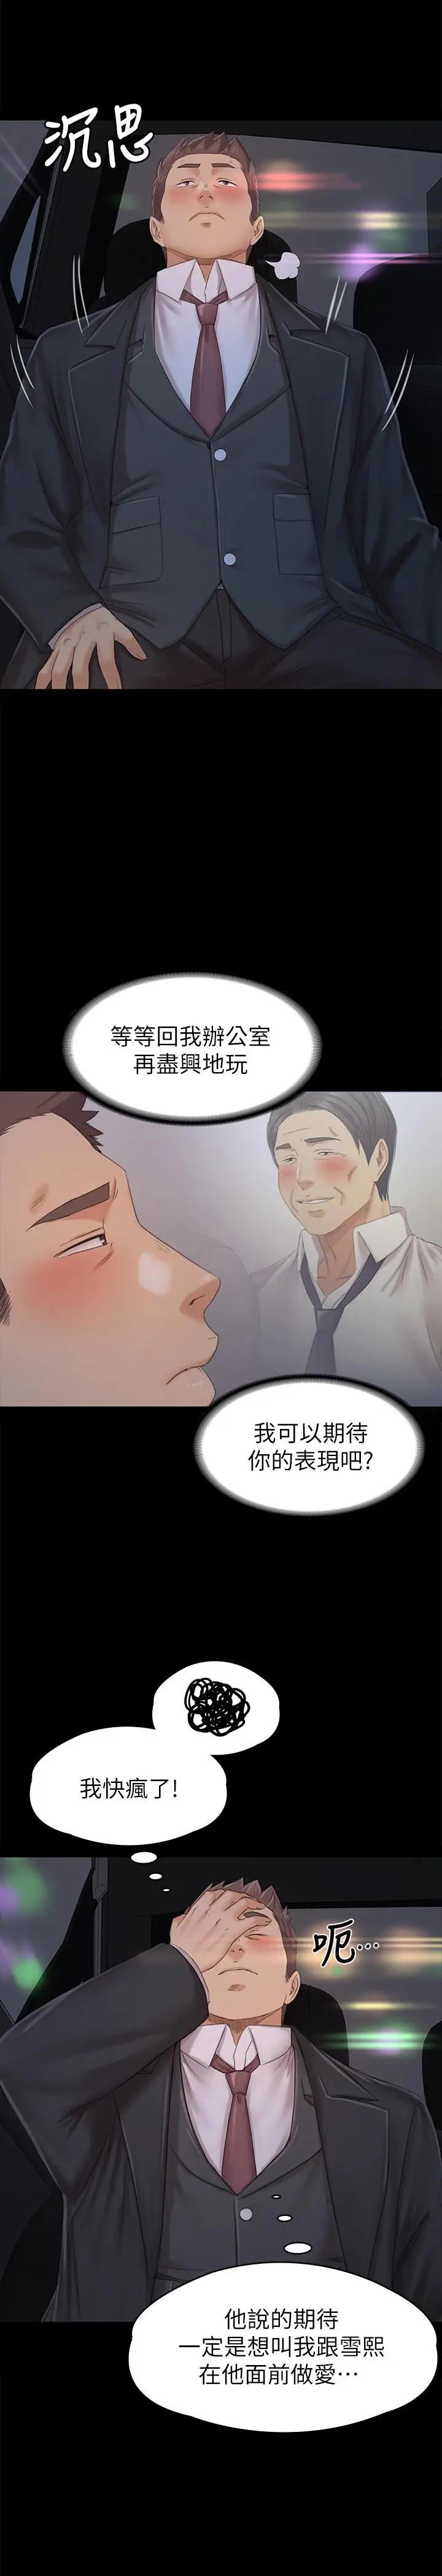 沉思
等等回我辦公室
再盡興地玩
我可以期待
你的表現吧?
我快瘋了!
呃…
他說的期待
一定是想叫我跟雪熙
在他面前做愛…